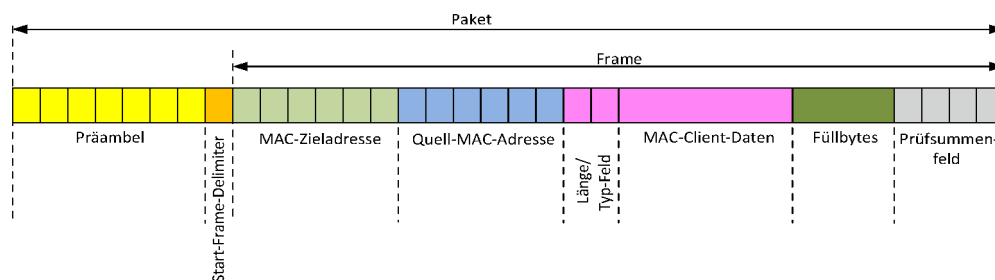 Paket
Frame
Präambel
Start-Frame-Delimiter
MAC-Zieladresse
Quell-MAC-Adresse
Länge/
Typ-Feld
MAC-Client-Daten
Füllbytes
Prüfsummen-
feld